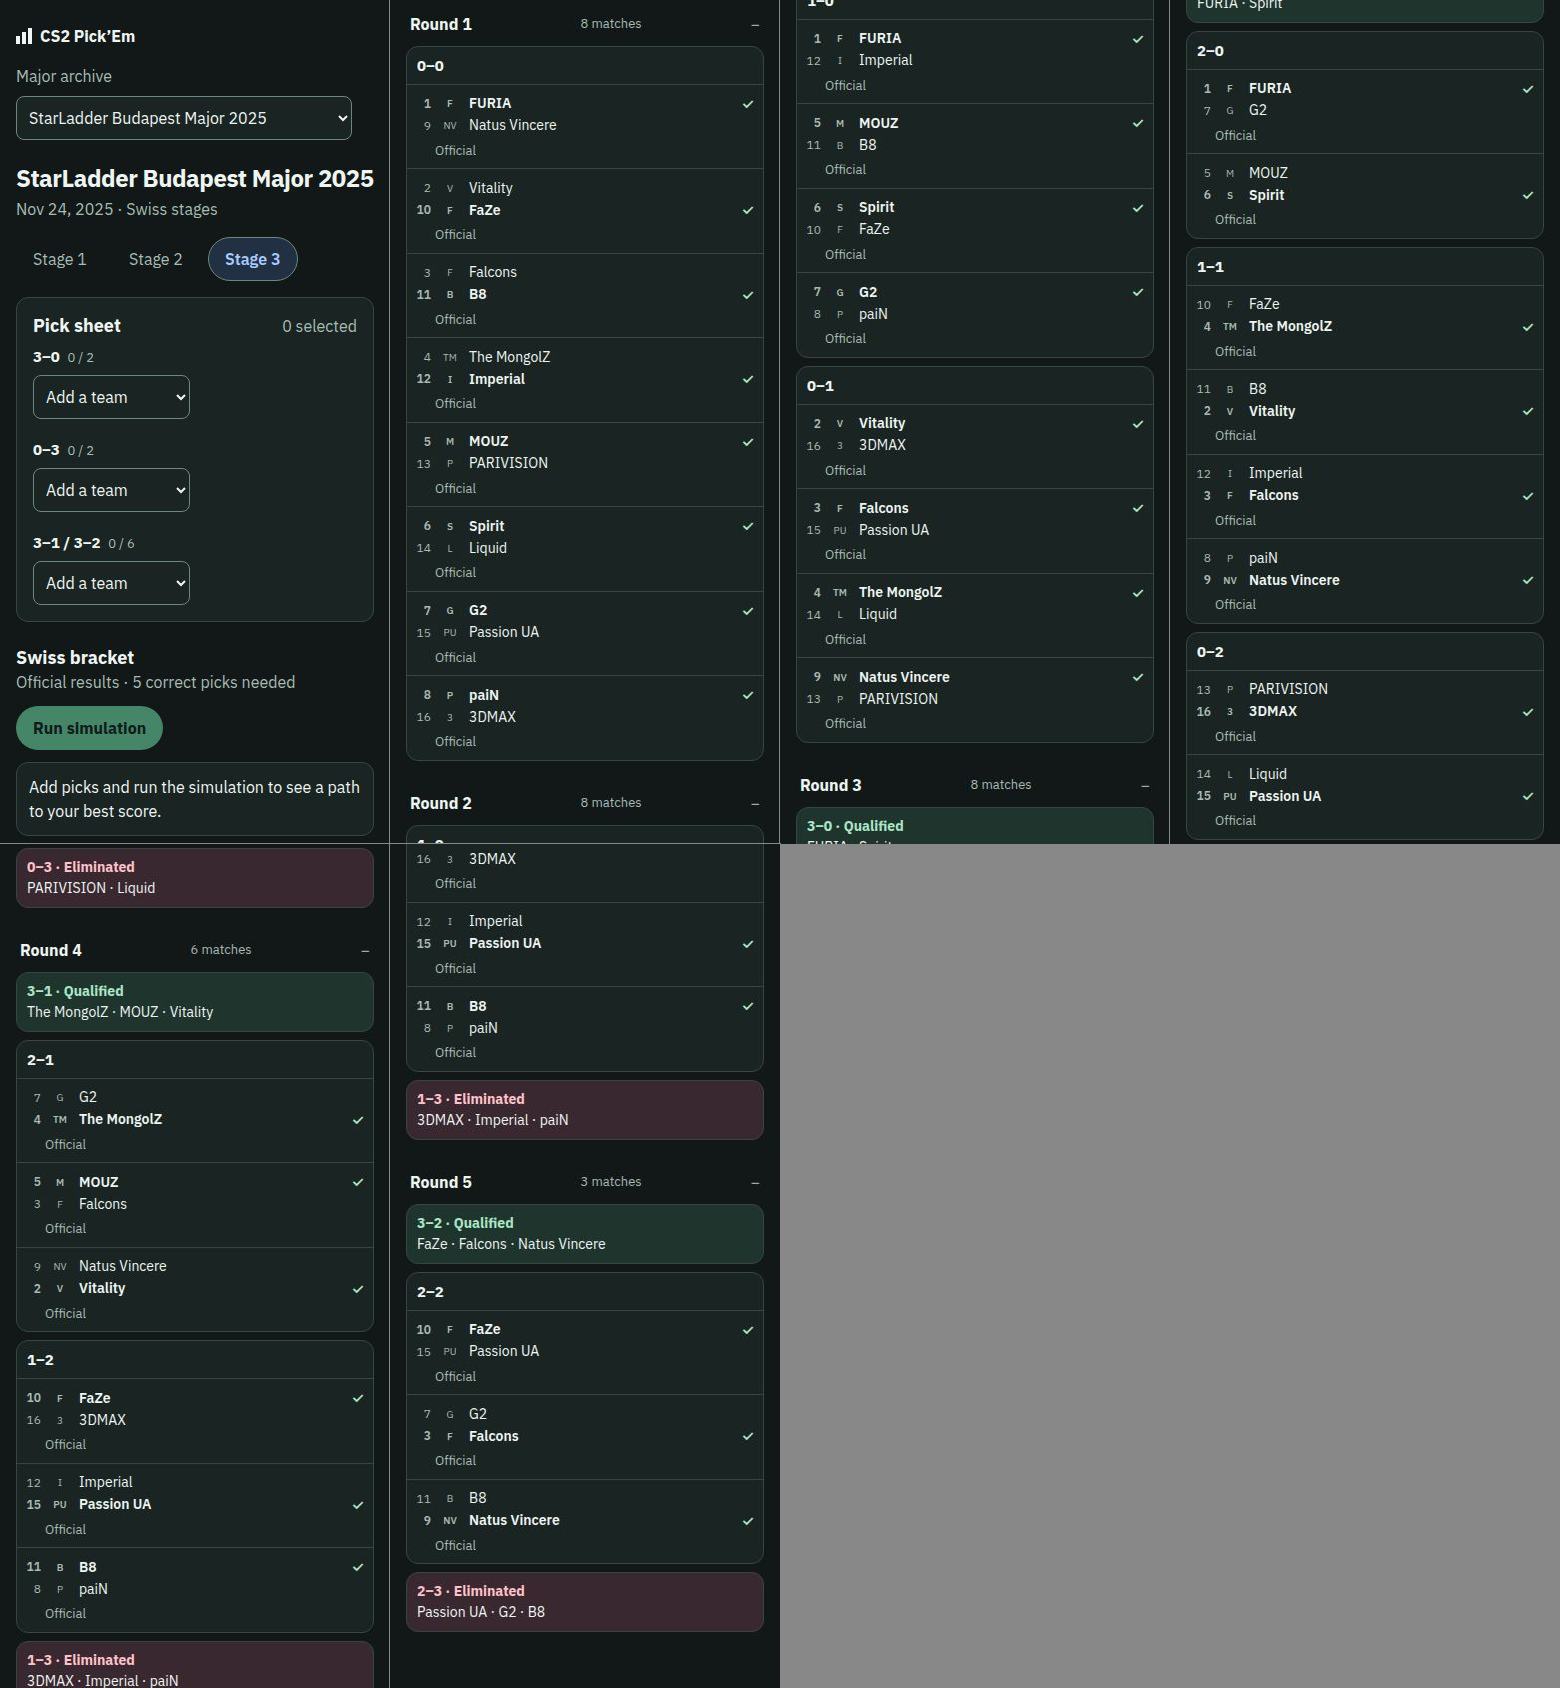 CS2 Pick’Em
Major archive
StarLadder Budapest Major 2025
StarLadder Budapest Major 2025
Nov 24, 2025 · Swiss stages
Stage 1 Stage 2 Stage 3
Pick sheet 0 selected
3–0 0 / 2
Add a team
0–3 0 / 2
Add a team
3–1 / 3–2 0 / 6
Add a team
Swiss bracket
Official results · 5 correct picks needed
Run simulation
Add picks and run the simulation to see a path
to your best score.
Round 1 8 matches –
0–0
1 F FURIA
9 NV Natus Vincere
Official
2 V Vitality
10 F FaZe
Official
3 F Falcons
11 B B8
Official
4 TM The MongolZ
12 I Imperial
Official
5 M MOUZ
13 P PARIVISION
Official
6 S Spirit
14 L Liquid
Official
7 G G2
15 PU Passion UA
Official
8 P paiN
16 3 3DMAX
Official
Round 2 8 matches –
1–0
1 F FURIA
12 I Imperial
Official
5 M MOUZ
11 B B8
Official
6 S Spirit
10 F FaZe
Official
7 G G2
8 P paiN
Official
0–1
2 V Vitality
16 3 3DMAX
Official
3 F Falcons
15 PU Passion UA
Official
4 TM The MongolZ
14 L Liquid
Official
9 NV Natus Vincere
13 P PARIVISION
Official
Round 3 8 matches –
3–0 · Qualified
FURIA · Spirit
FURIA · Spirit
2–0
1 F FURIA
7 G G2
Official
5 M MOUZ
6 S Spirit
Official
1–1
10 F FaZe
4 TM The MongolZ
Official
11 B B8
2 V Vitality
Official
12 I Imperial
3 F Falcons
Official
8 P paiN
9 NV Natus Vincere
Official
0–2
13 P PARIVISION
16 3 3DMAX
Official
14 L Liquid
15 PU Passion UA
Official
0–3 · Eliminated
PARIVISION · Liquid
Round 4 6 matches –
3–1 · Qualified
The MongolZ · MOUZ · Vitality
2–1
7 G G2
4 TM The MongolZ
Official
5 M MOUZ
3 F Falcons
Official
9 NV Natus Vincere
2 V Vitality
Official
1–2
10 F FaZe
16 3 3DMAX
Official
12 I Imperial
15 PU Passion UA
Official
11 B B8
8 P paiN
Official
1–3 · Eliminated
3DMAX · Imperial · paiN
16 3 3DMAX
Official
12 I Imperial
15 PU Passion UA
Official
11 B B8
8 P paiN
Official
1–3 · Eliminated
3DMAX · Imperial · paiN
Round 5 3 matches –
3–2 · Qualified
FaZe · Falcons · Natus Vincere
2–2
10 F FaZe
15 PU Passion UA
Official
7 G G2
3 F Falcons
Official
11 B B8
9 NV Natus Vincere
Official
2–3 · Eliminated
Passion UA · G2 · B8